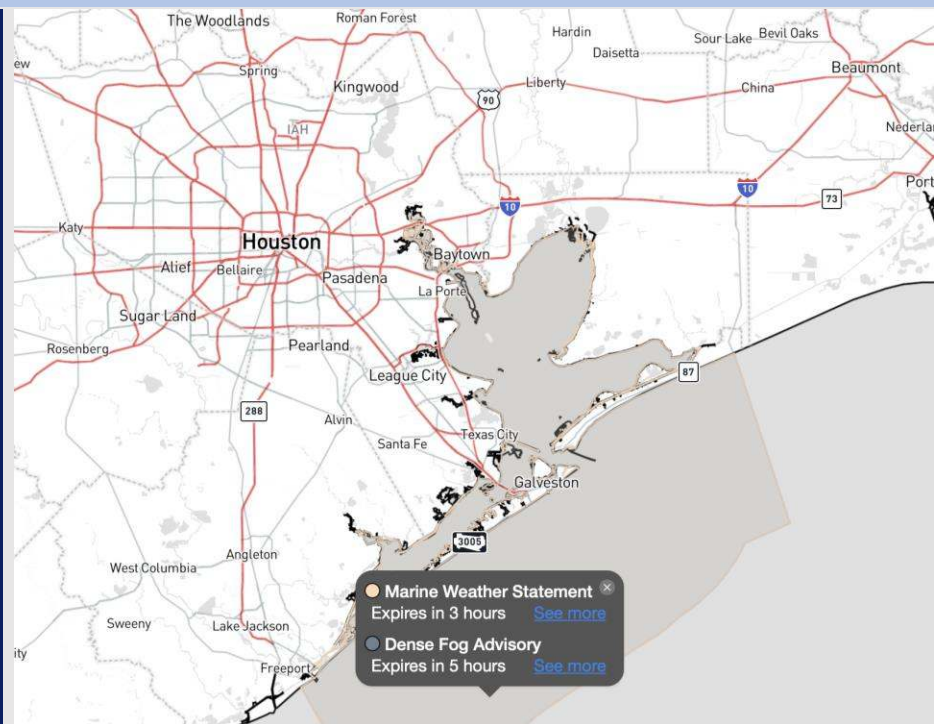 The Woodlands
Roman Forest
Hardin
Daisetta
Sour Lake
Bevil Oaks
ew
Spring
Kingwood
90
Liberty
China
Beaumont
IAH
Nederlan
10
10
73
Port
Katy
Houston
Baytown
Alief
Bellaire
Pasadena
La Porte
Sugar Land
Rosenberg
Pearland
League City
87
288
Alvin
Santa Fe
Texas City
Galveston
3005
Angleton
West Columbia
Marine Weather Statement
Expires in 3 hours See more
Sweeny
Lake Jackson
Dense Fog Advisory
ity
Expires in 5 hours See more
Freeport